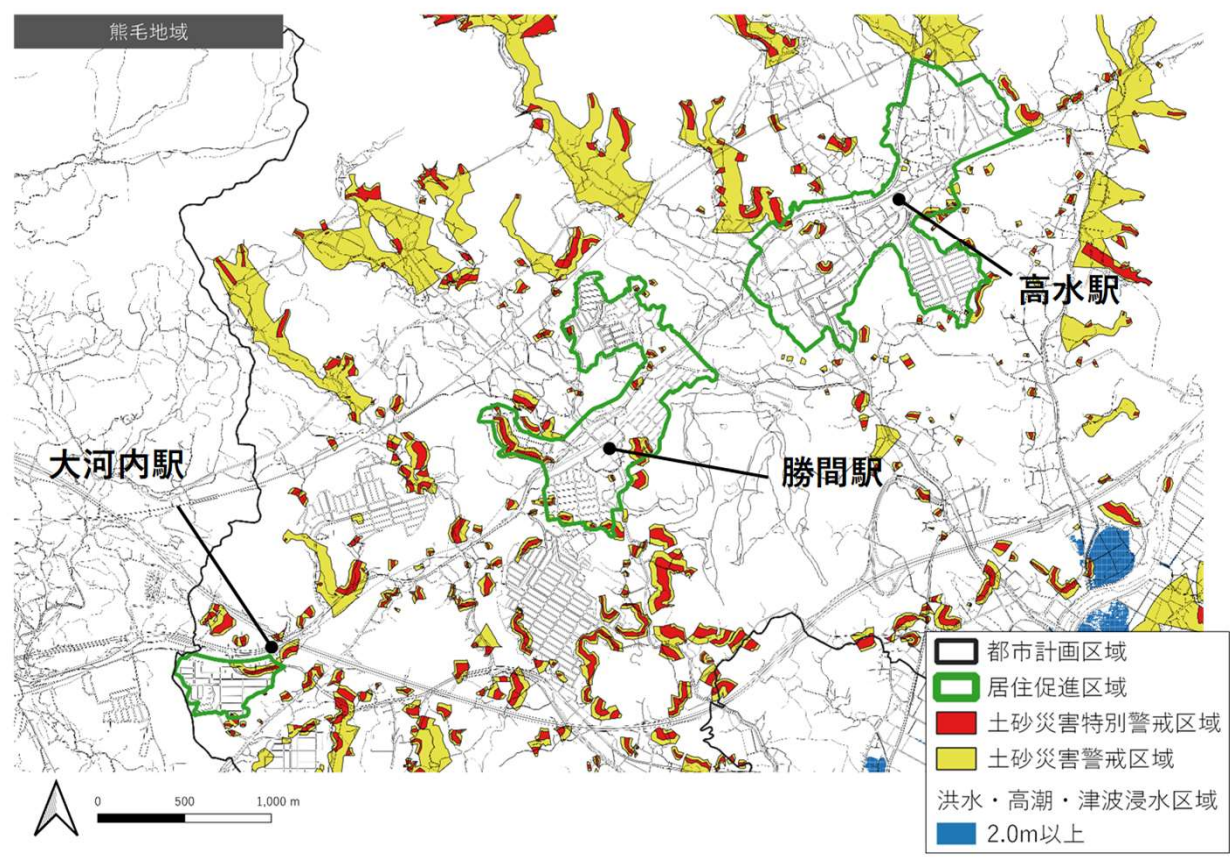 熊毛地域
高水駅
大河内駅
勝間駅
都市計画区域
居住促進区域
土砂災害特別警戒区域
土砂災害警戒区域
洪水・高潮・津波浸水区域
2.0m以上
0 500 1,000 m